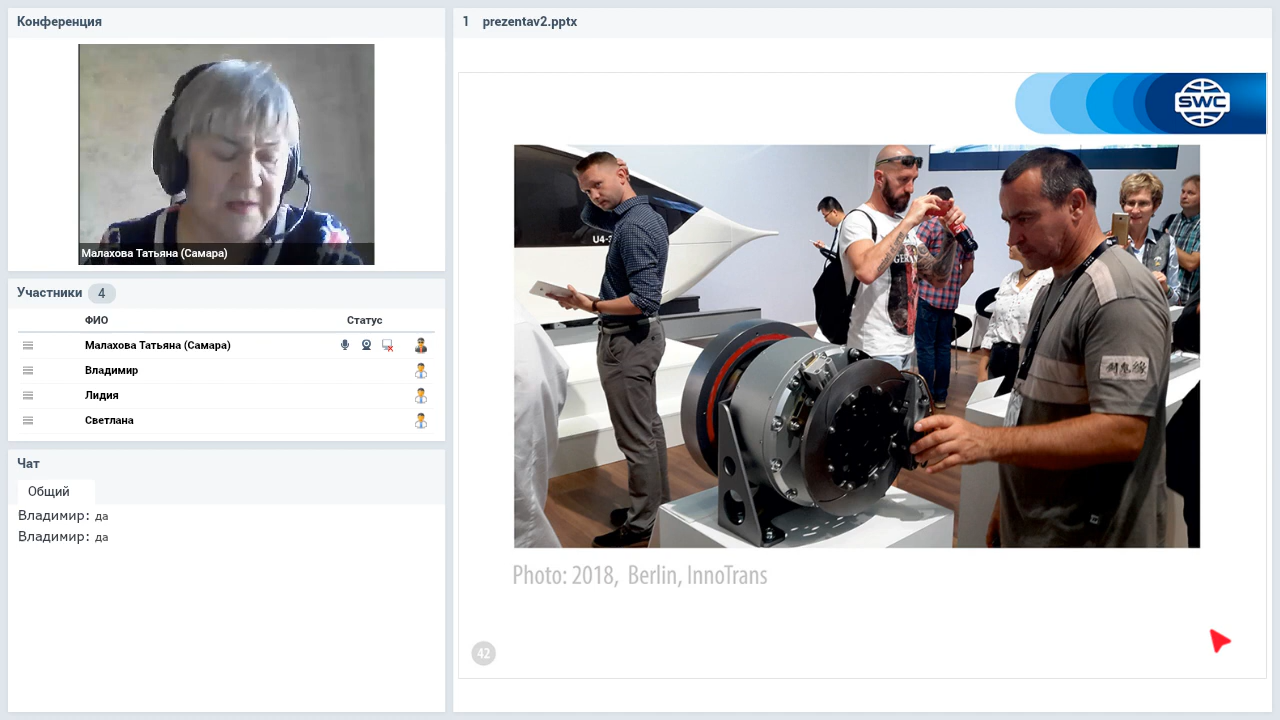 Конференция
Малахова Татьяна (Самара)
Участники 4
ФИО Статус
Малахова Татьяна (Самара)
Владимир
Лидия
Светлана
Чат
Общий
Владимир: да
Владимир: да
1 prezentav2.pptx
SWC
Photo: 2018, Berlin, InnoTrans
42